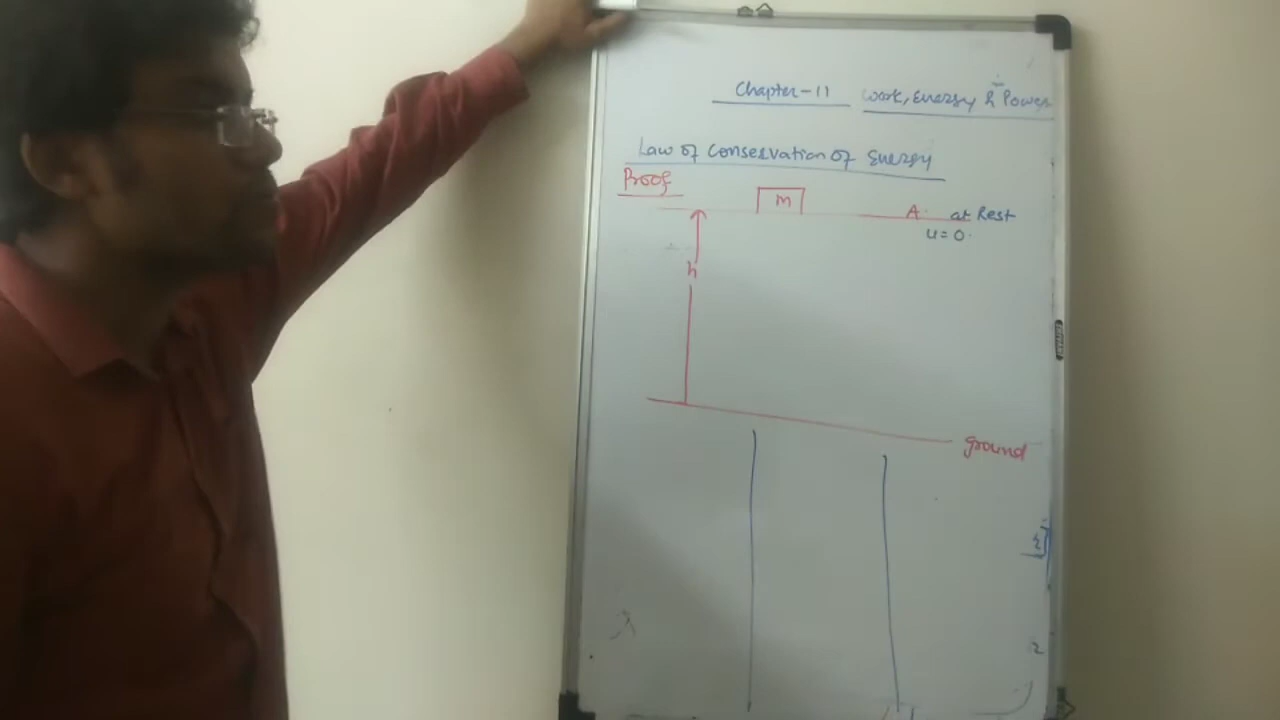 Chapter-11 Work, Energy & Power
Law of Conservation of Energy
Proof
m
A. at Rest
u=0.
h
ground